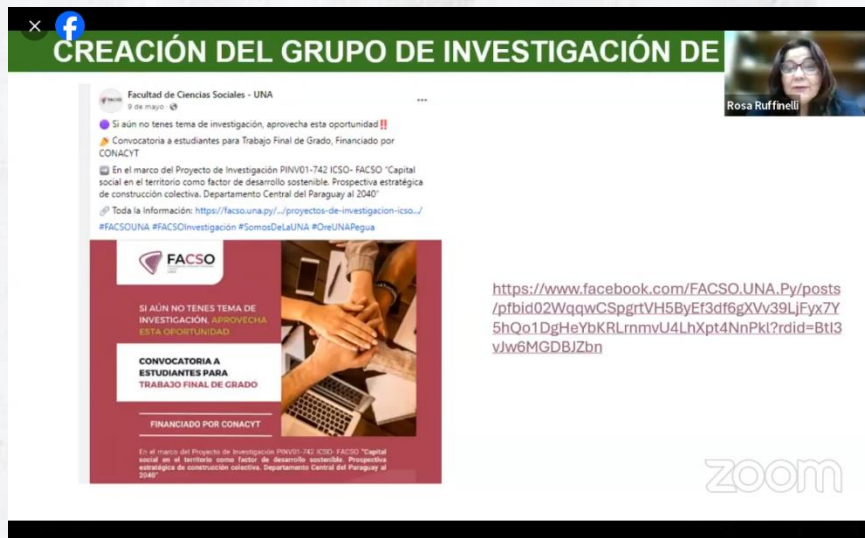 CREACIÓN DEL GRUPO DE INVESTIGACIÓN DE
Rosa Ruffinelli
Facultad de Ciencias Sociales - UNA
9 de mayo ·
Si aún no tenes tema de investigación, aprovecha esta oportunidad‼
Convocatoria a estudiantes para Trabajo Final de Grado, Financiado por
CONACYT
En el marco del Proyecto de Investigación PINV01-742 ICSO- FACSO "Capital
social en el territorio como factor de desarrollo sostenible. Prospectiva estratégica
de construcción colectiva. Departamento Central del Paraguay al 2040"
Toda la Información: https://facso.una.py/.../proyectos-de-investigacion-icso.../
#FACSOUNA #FACSOInvestigación #SomosDeLaUNA #OreUNAPegua
FACSO
SI AÚN NO TENES TEMA DE
INVESTIGACIÓN, APROVECHA
ESTA OPORTUNIDAD
CONVOCATORIA A
ESTUDIANTES PARA
TRABAJO FINAL DE GRADO
FINANCIADO POR CONACYT
En el marco del Proyecto de Investigación PINV01-742 ICSO- FACSO "Capital
social en el territorio como factor de desarrollo sostenible. Prospectiva
estratégica de construcción colectiva. Departamento Central del Paraguay al
2040"
https://www.facebook.com/FACSO.UNA.Py/posts
/pfbid02WqqwCSpgrtVH5ByEf3df6gXVv39LjFyx7Y
5hQo1DgHeYbKRLrnmvU4LhXpt4NnPkl?rdid=BtI3
vJw6MGDBJZbn
zoom